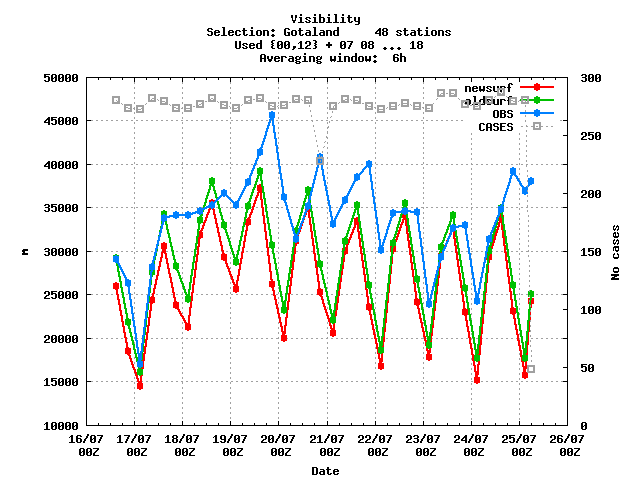 Visibility
Selection: Gotaland     48 stations
Used {00,12} + 07 08 ... 18
Averaging window:  6h
50000
45000
40000
35000
30000
25000
20000
15000
10000
m
300
250
200
150
100
50
0
No cases
newsurf
oldsurf
OBS
CASES
16/07 17/07 18/07 19/07 20/07 21/07 22/07 23/07 24/07 25/07 26/07
00Z 00Z 00Z 00Z 00Z 00Z 00Z 00Z 00Z 00Z 00Z
Date